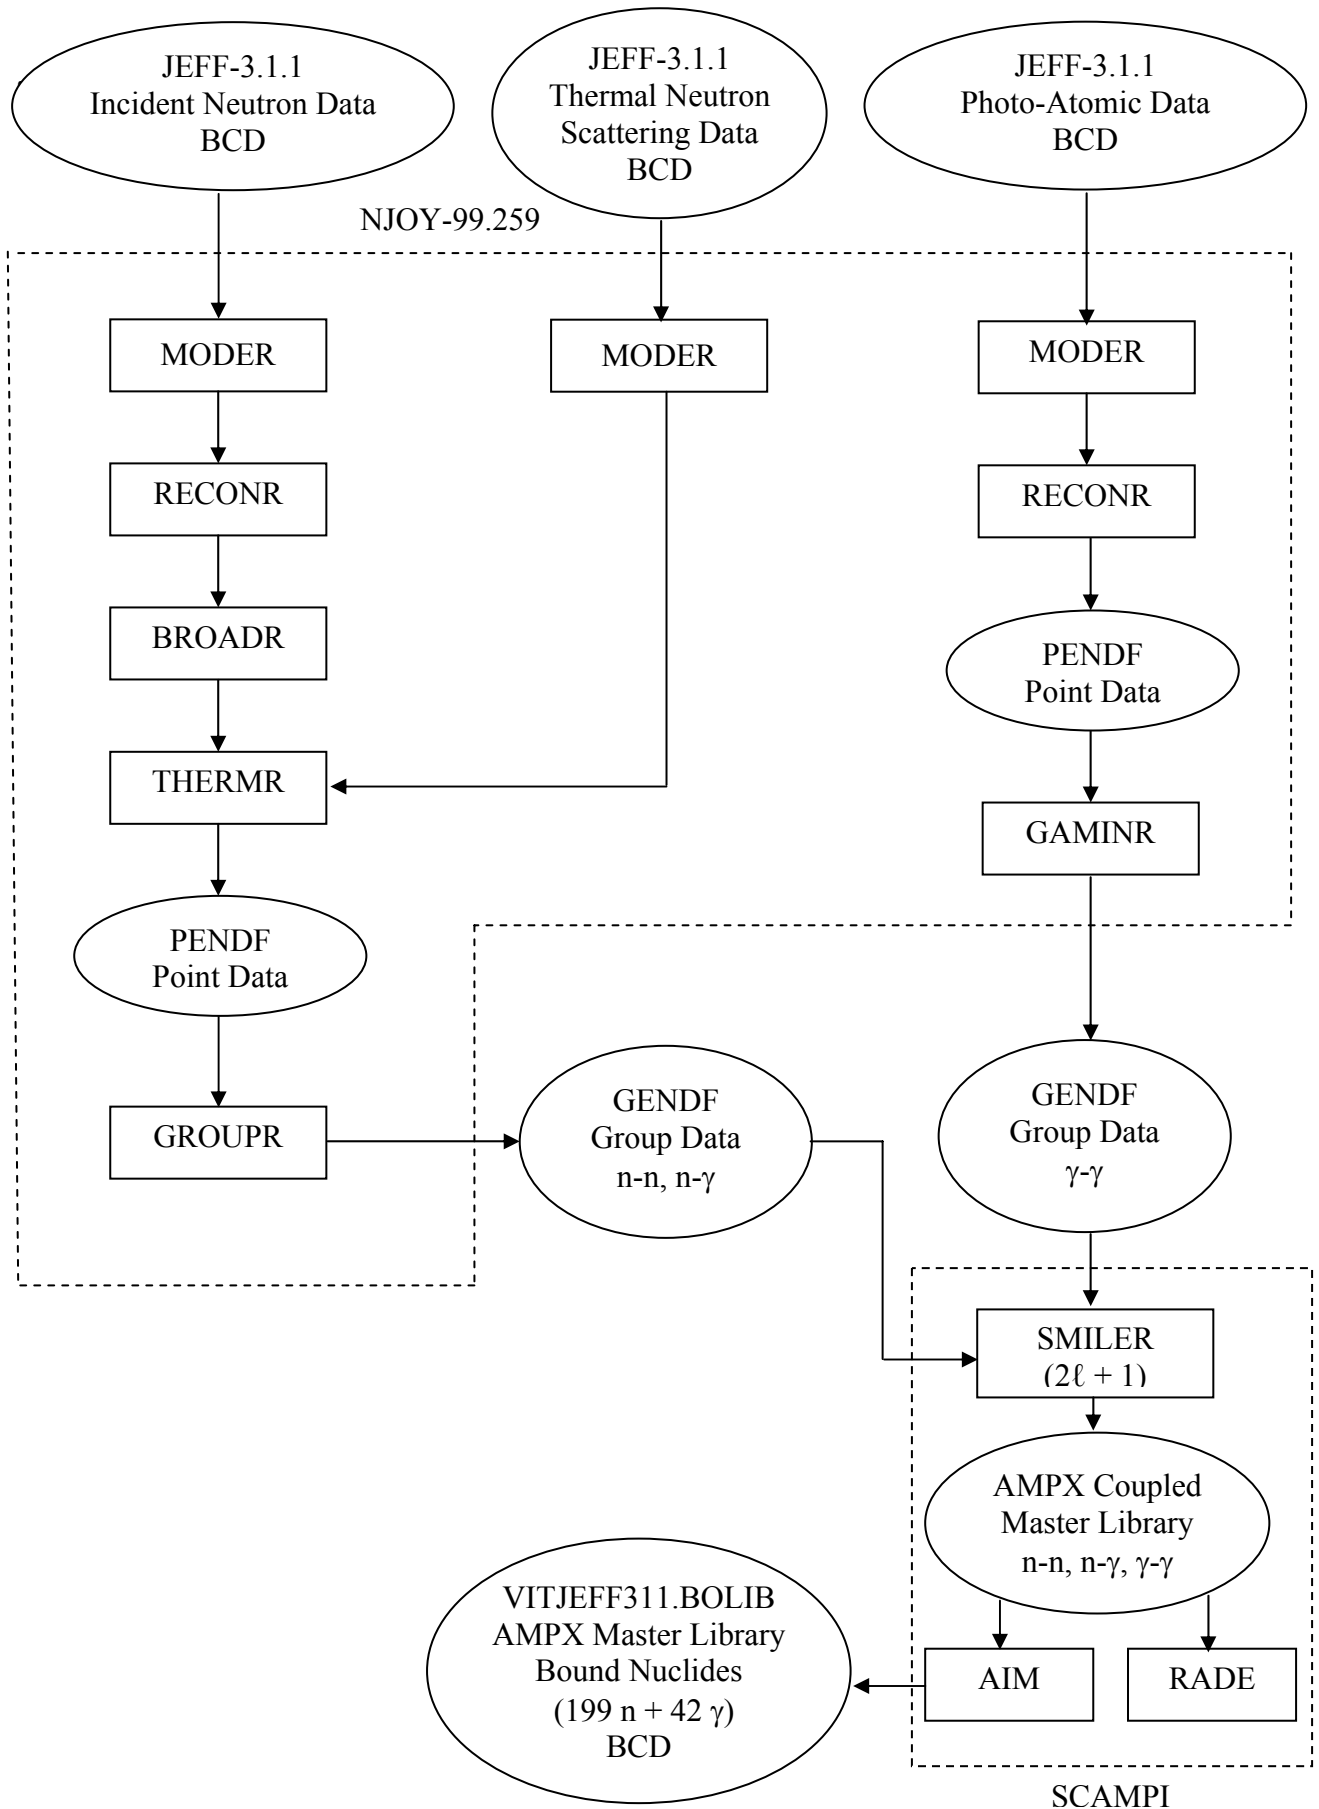 JEFF-3.1.1
Incident Neutron Data
BCD
JEFF-3.1.1
Thermal Neutron
Scattering Data
BCD
JEFF-3.1.1
Photo-Atomic Data
BCD
NJOY-99.259
MODER
MODER
MODER
RECONR
RECONR
BROADR
PENDF
Point Data
THERMR
GAMINR
PENDF
Point Data
GROUPR
GENDF
Group Data
n-n, n-γ
GENDF
Group Data
γ-γ
SMILER
(2ℓ + 1)
AMPX Coupled
Master Library
n-n, n-γ, γ-γ
VITJEFF311.BOLIB
AMPX Master Library
Bound Nuclides
(199 n + 42 γ)
BCD
AIM
RADE
SCAMPI